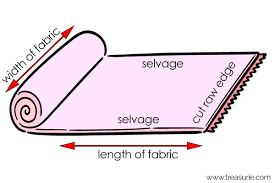 width of fabric
selvage
cut raw edge
selvage
length of fabric
www.treasurie.com